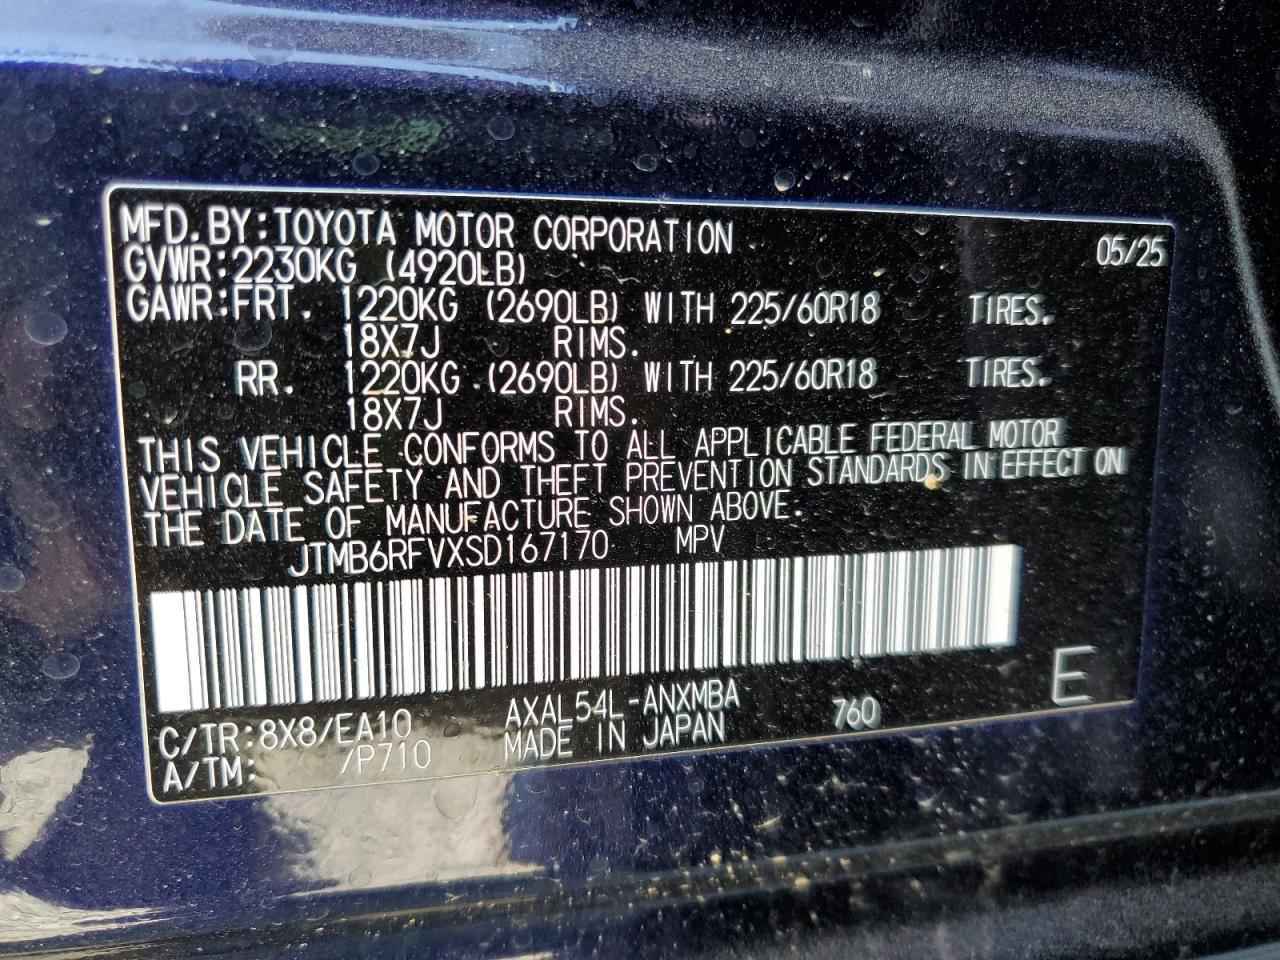 MFD.BY:TOYOTA MOTOR CORPORATION 05/25
GVWR:2230KG (4920LB)
GAWR:FRT. 1220KG (2690LB) WITH 225/60R18 TIRES.
18X7J RIMS.
RR. 1220KG (2690LB) WITH 225/60R18 TIRES.
18X7J RIMS.
THIS VEHICLE CONFORMS TO ALL APPLICABLE FEDERAL MOTOR
VEHICLE SAFETY AND THEFT PREVENTION STANDARDS IN EFFECT ON
THE DATE OF MANUFACTURE SHOWN ABOVE.
JTMB6RFVXSD167170 MPV
C/TR:8X8/EA10 AXAL54L-ANXMBA 760 E
A/TM: /P710 MADE IN JAPAN